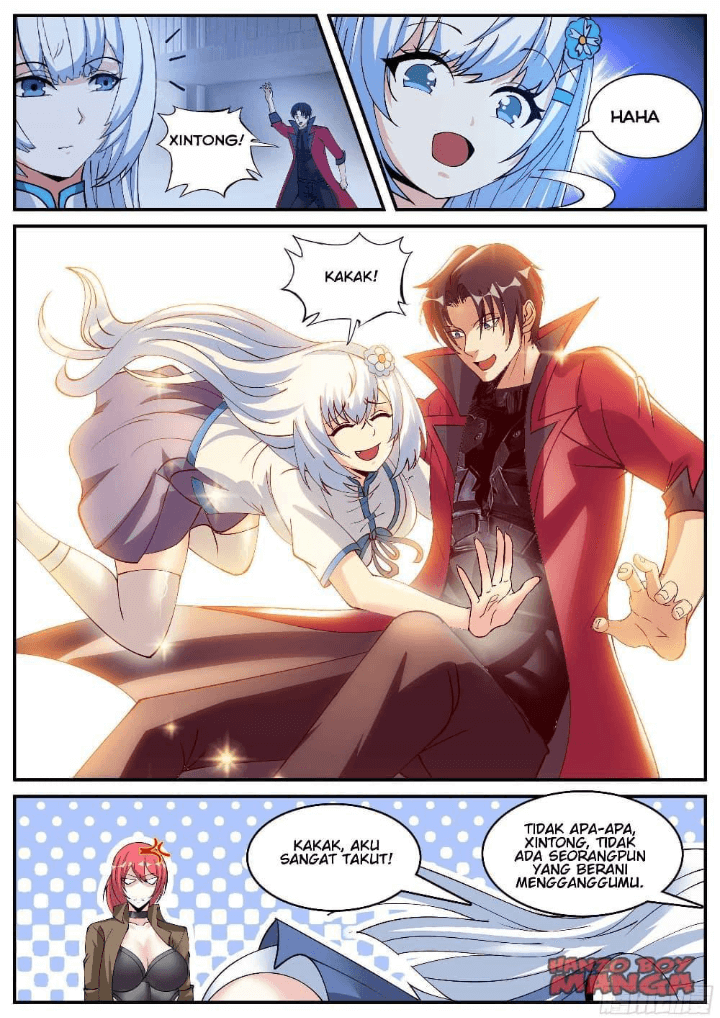 XINTONG!
HAHA
KAKAK!
KAKAK, AKU
SANGAT TAKUT!
TIDAK APA-APA,
XINTONG, TIDAK
ADA SEORANGPUN
YANG BERANI
MENGGANGGUMU.
HANZO BOY
MANGA